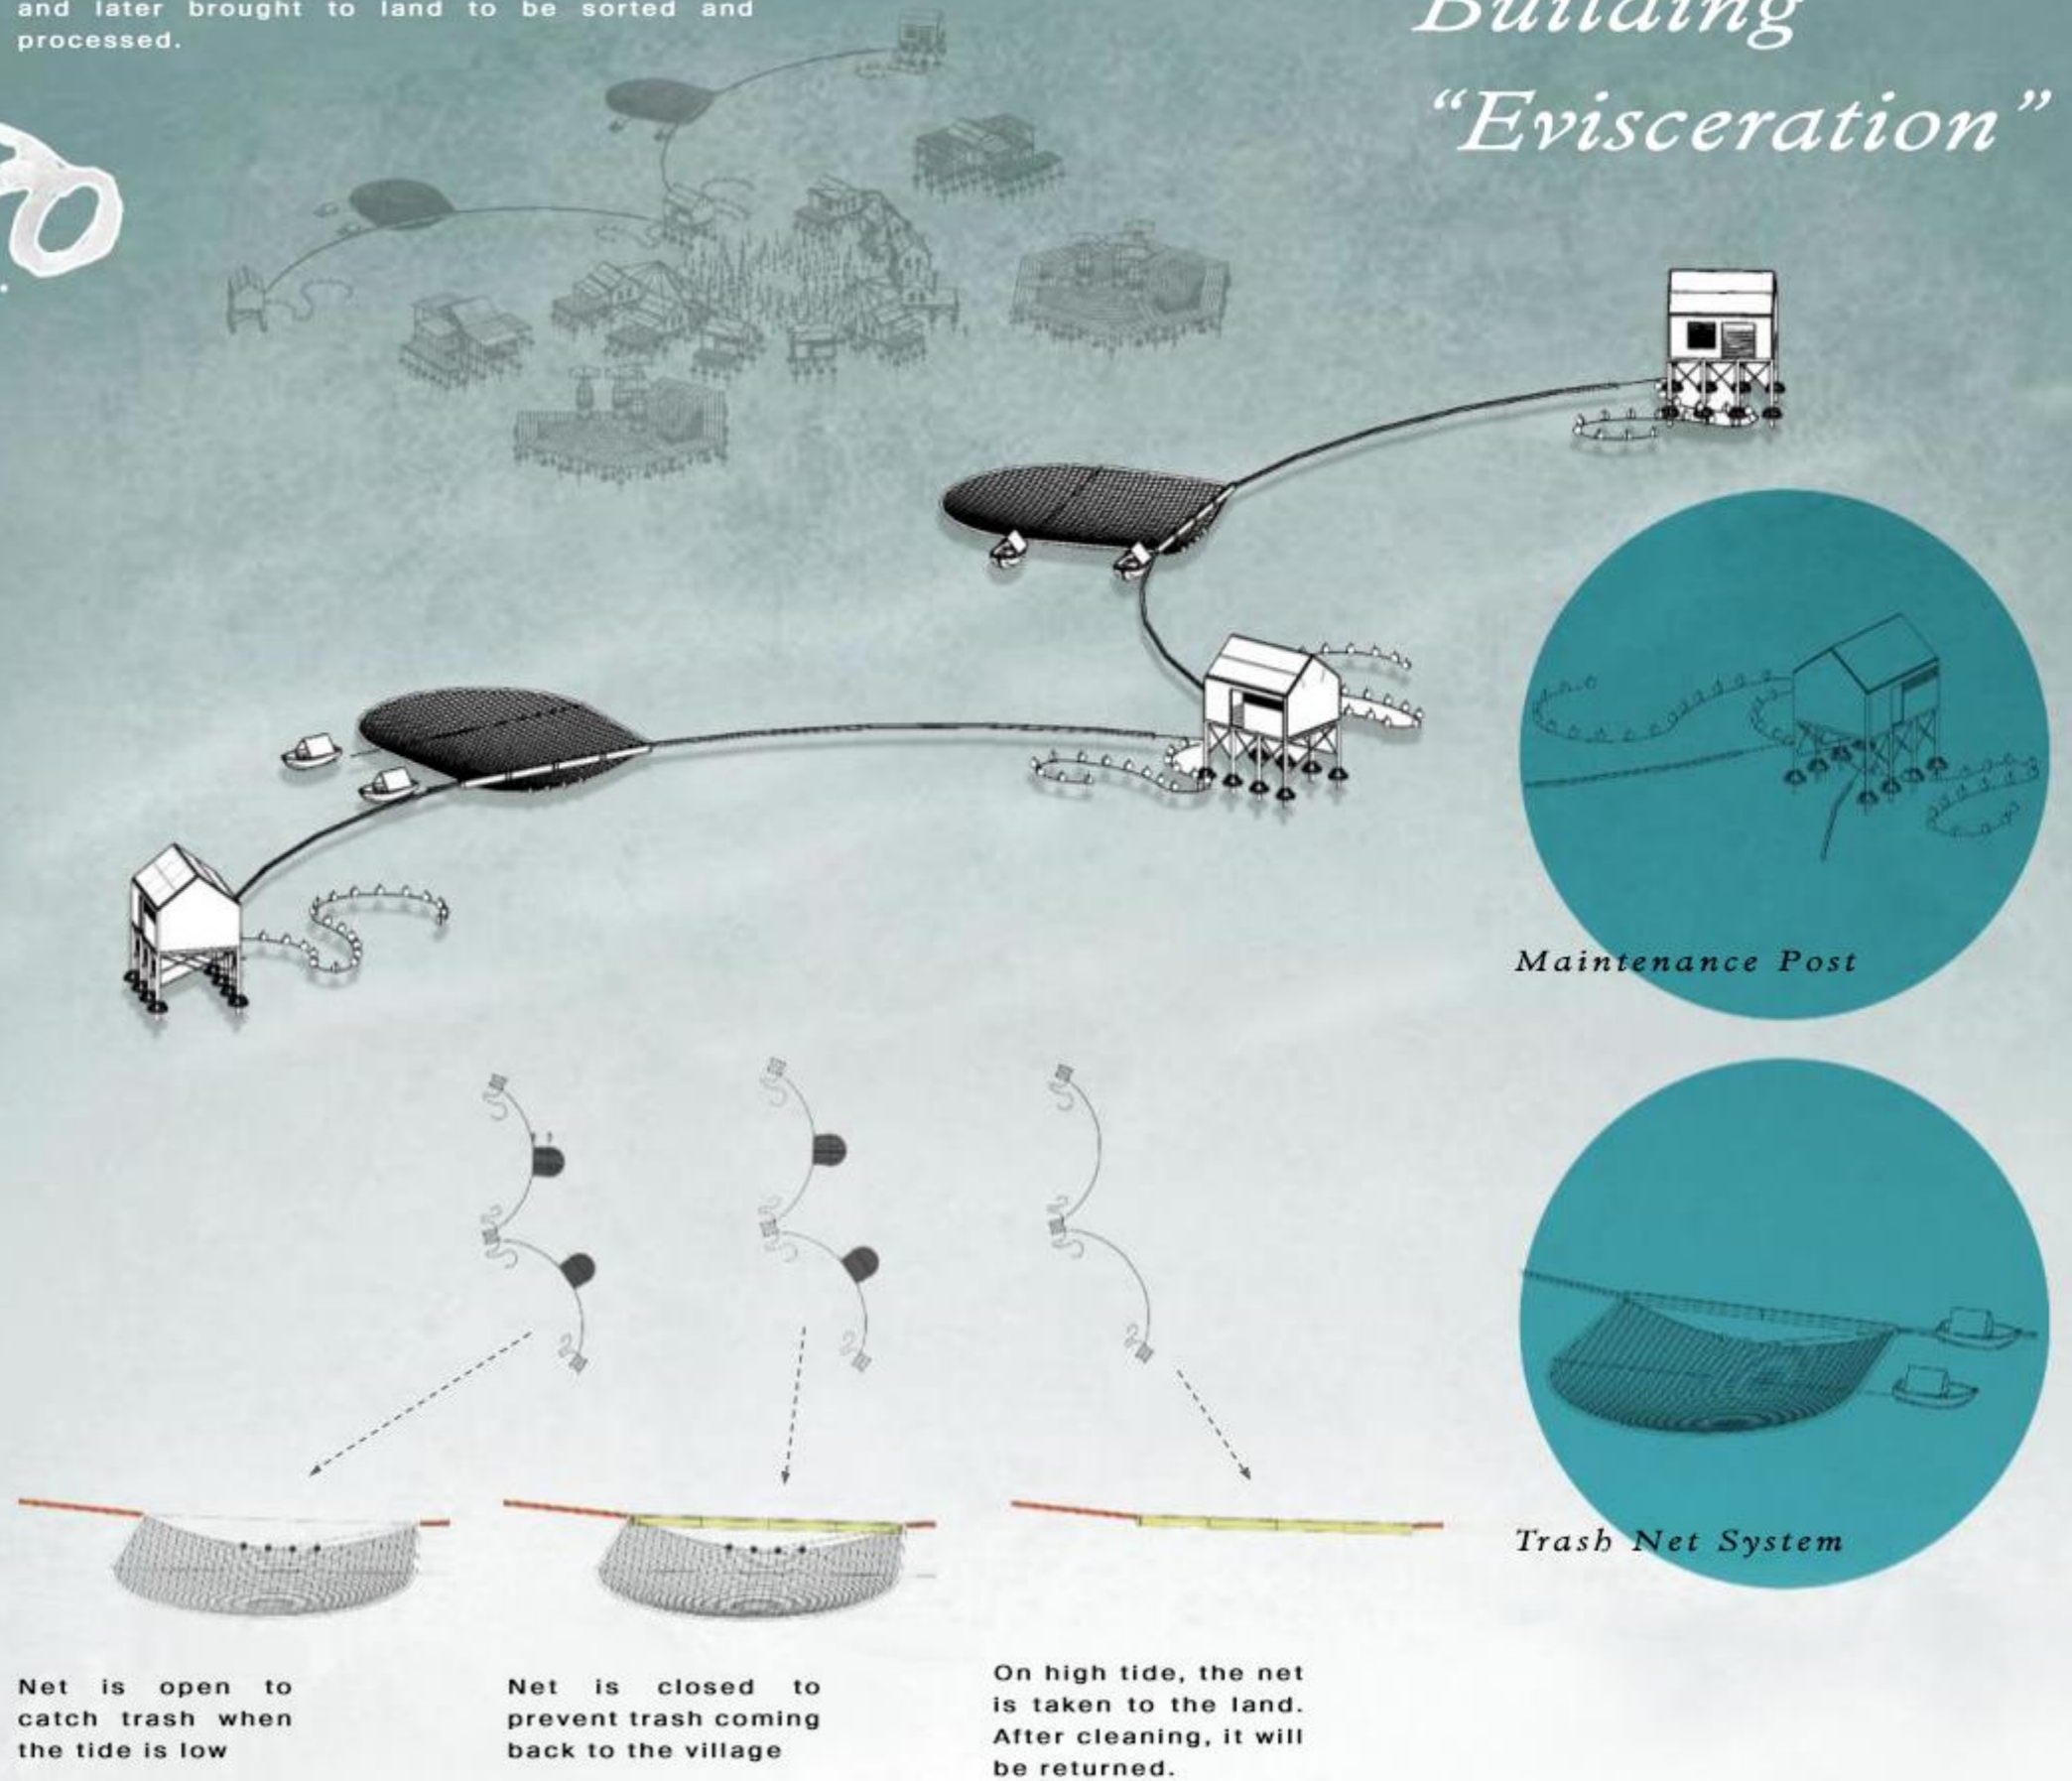 and later brought to land to be sorted and
processed.
Building
“Evisceration”
Maintenance Post
Trash Net System
Net is open to
catch trash when
the tide is low
Net is closed to
prevent trash coming
back to the village
On high tide, the net
is taken to the land.
After cleaning, it will
be returned.